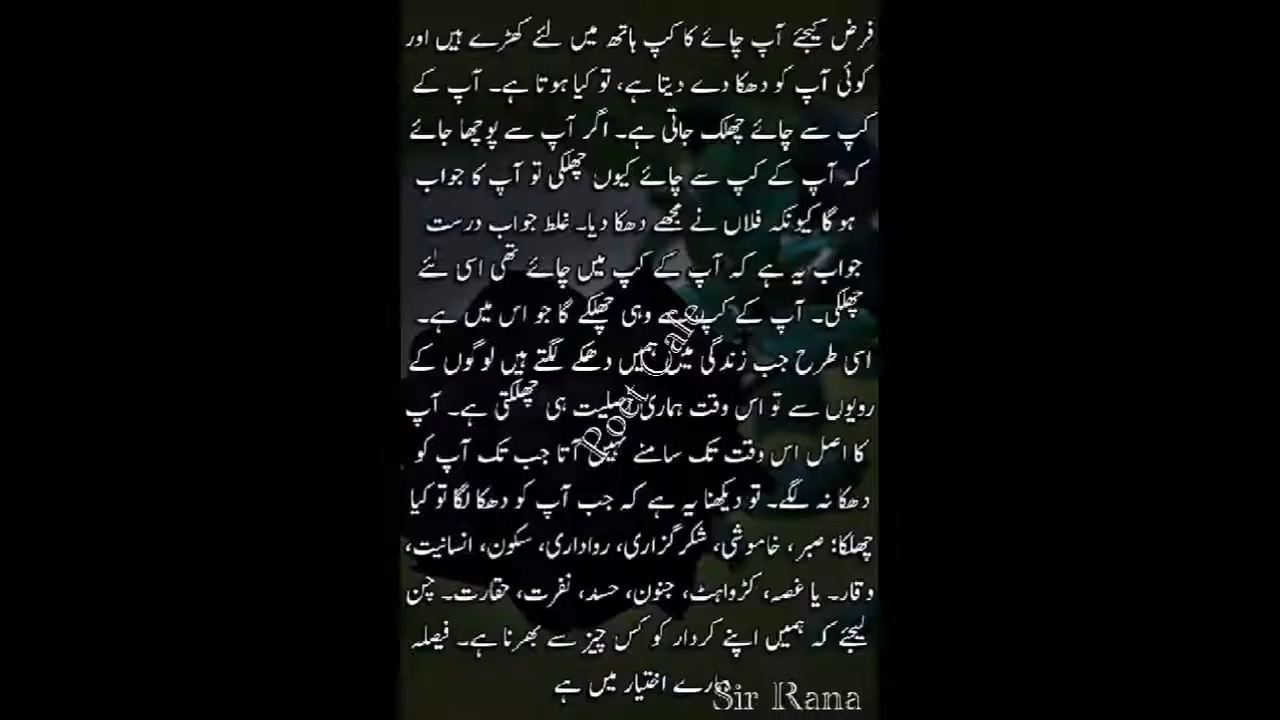 فرض کیجئے آپ چائے کا کپ ہاتھ میں لئے کھڑے ہیں اور
کوئی آپ کو دھکا دے دیتا ہے، تو کیا ہوتا ہے۔ آپ کے
کپ سے چائے چھلک جاتی ہے۔ اگر آپ سے پوچھا جائے
کہ آپ کے کپ سے چائے کیوں چھلکی تو آپ کا جواب
ہو گا کیونکہ فلاں نے مجھے دھکا دیا۔ غلط جواب درست
جواب یہ ہے کہ آپ کے کپ میں چائے تھی اسی لئے
چھلکی۔ آپ کے کپ سے وہی چھلکے گا جو اس میں ہے۔
اسی طرح جب زندگی میں ہمیں دھکے لگتے ہیں لوگوں کے
رویوں سے تو اس وقت ہماری اصلیت ہی چھلکتی ہے۔ آپ
کا اصل اس وقت تک سامنے نہیں آتا جب تک آپ کو
دھکا نہ لگے۔ تو دیکھنا یہ ہے کہ جب آپ کو دھکا لگا تو کیا
چھلکا: صبر، خاموشی، شکرگزاری، رواداری، سکون، انسانیت،
وقار۔ یا غصہ، کڑواہٹ، جنون، حسد، نفرت، حقارت۔ چن
لیجئے کہ ہمیں اپنے کردار کو کس چیز سے بھرنا ہے۔ فیصلہ
ہمارے اختیار میں ہے
Poet Cafe
Sir Rana